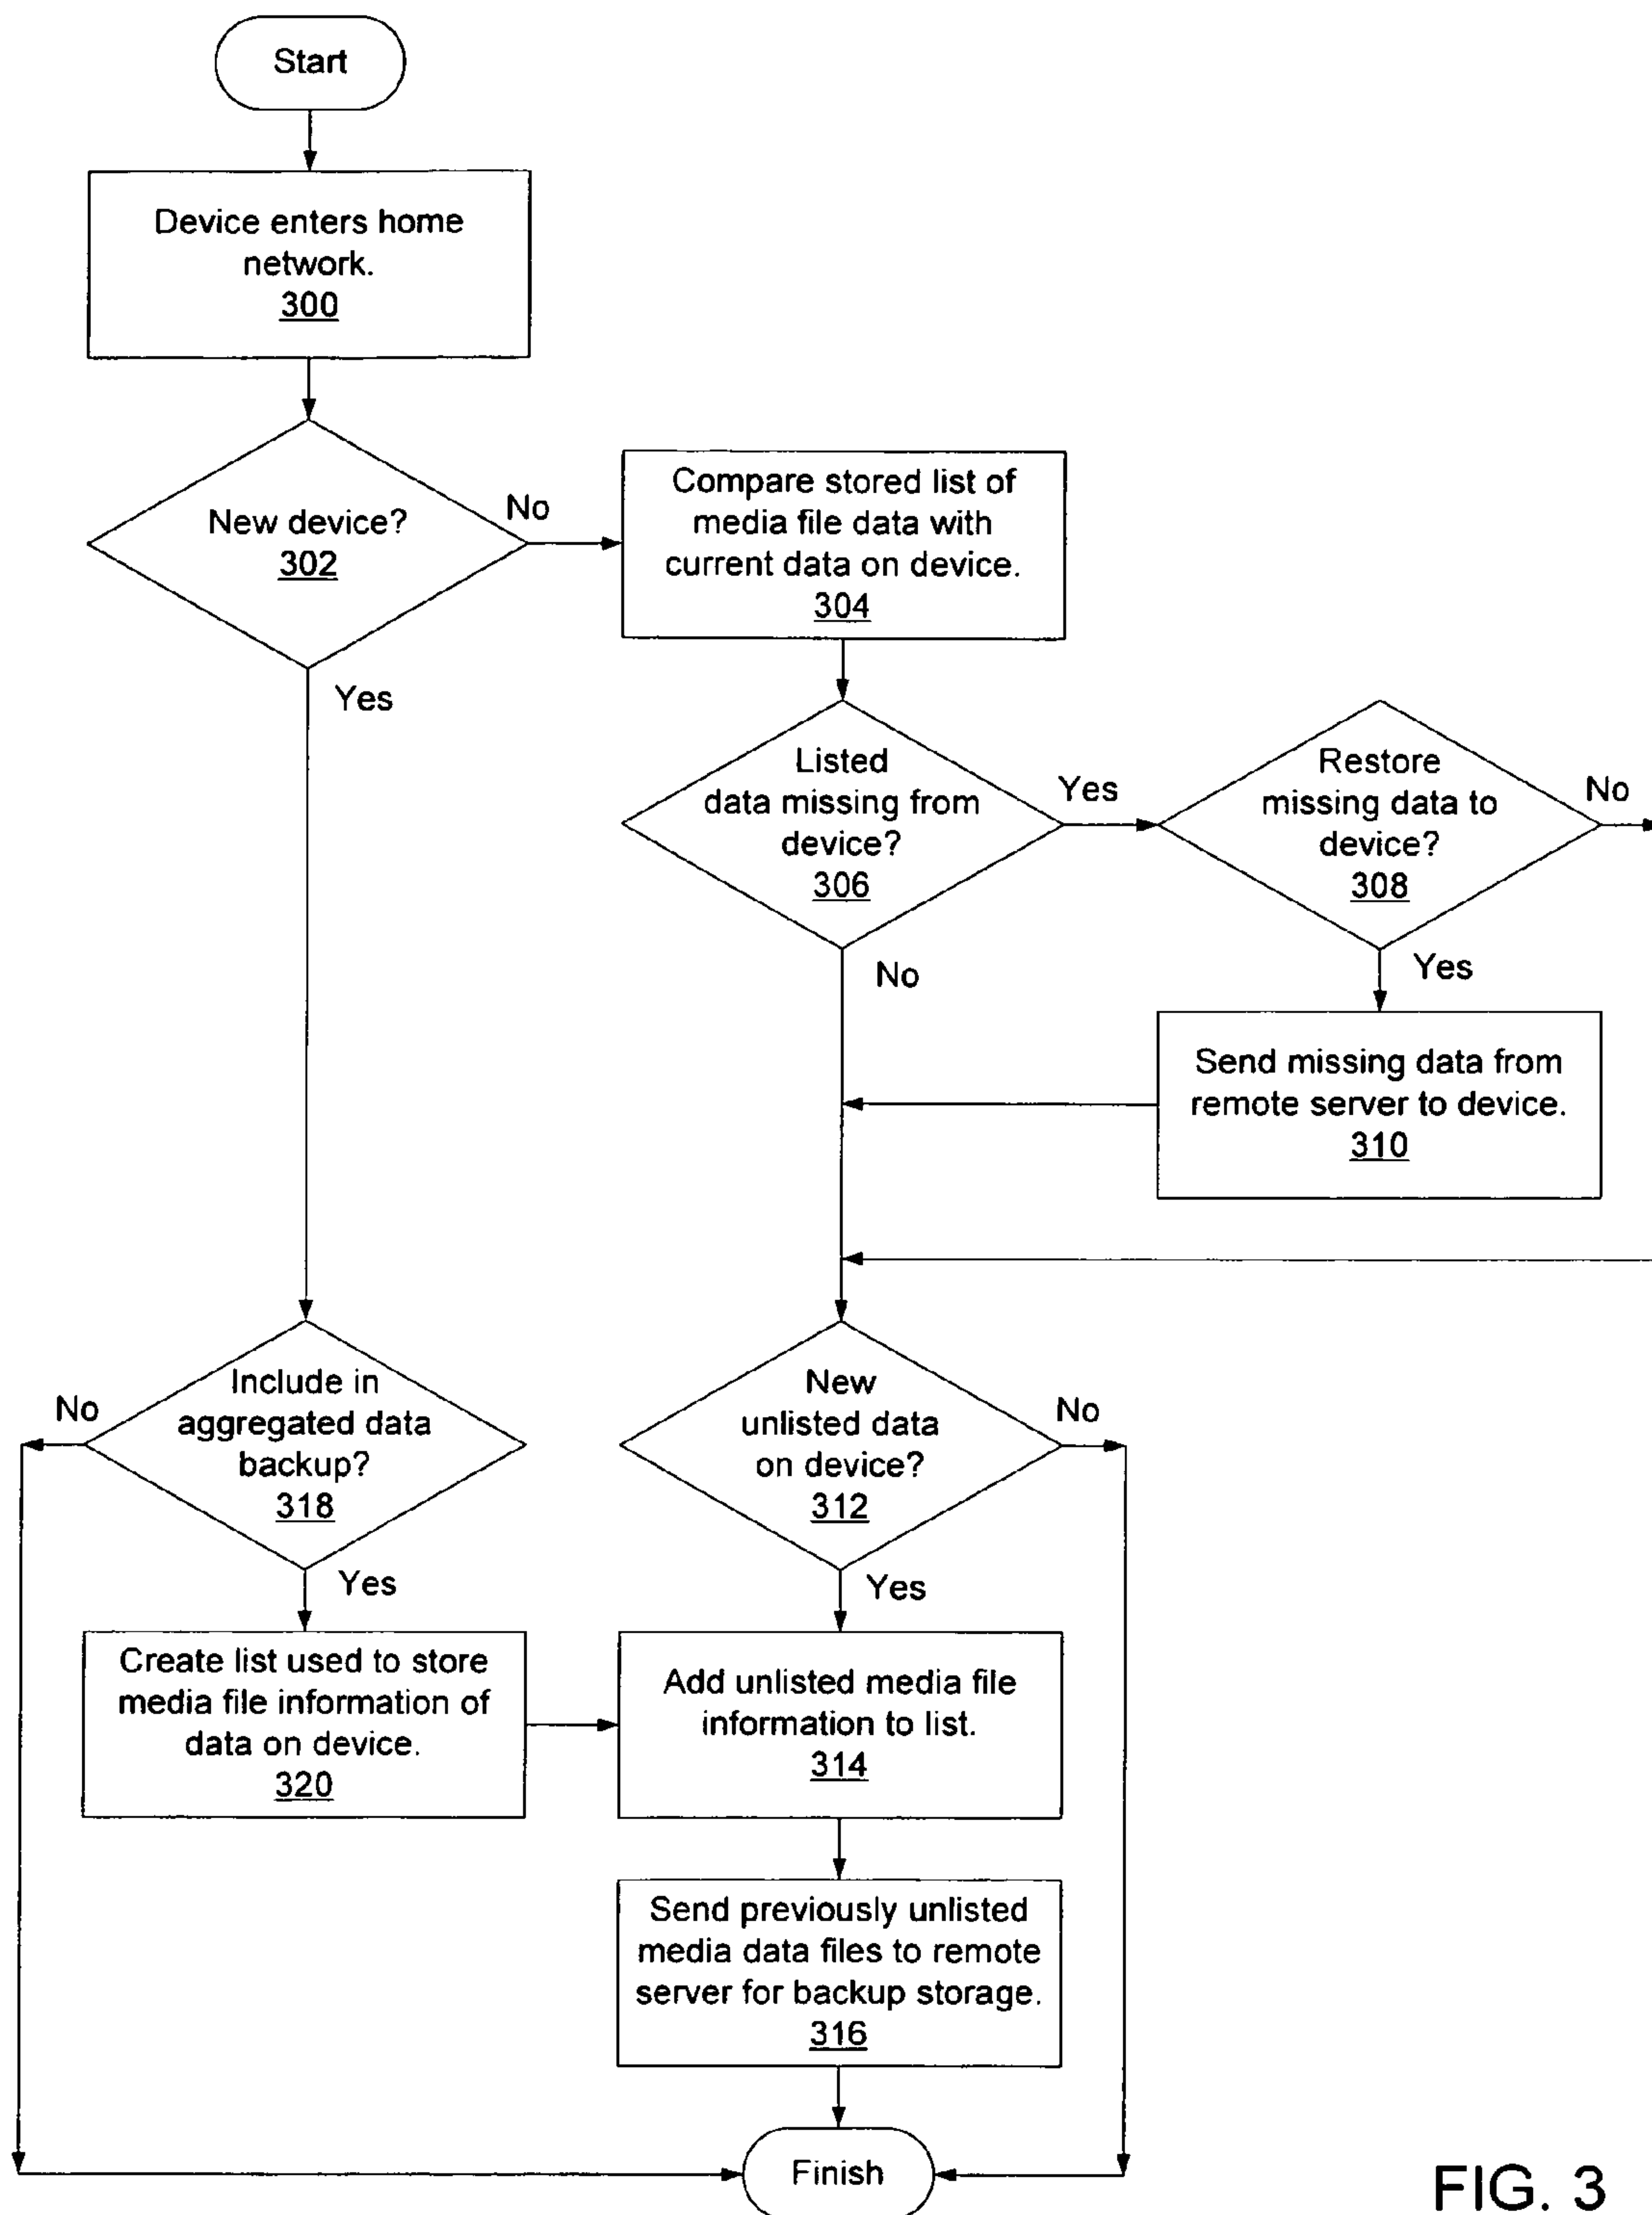 Start
Device enters home
network.
300
New device?
302
No
Yes
Compare stored list of
media file data with
current data on device.
304
Listed
data missing from
device?
306
Yes
No
Restore
missing data to
device?
308
No
Yes
Send missing data from
remote server to device.
310
Include in
aggregated data
backup?
318
No
Yes
New
unlisted data
on device?
312
No
Yes
Create list used to store
media file information of
data on device.
320
Add unlisted media file
information to list.
314
Send previously unlisted
media data files to remote
server for backup storage.
316
Finish
FIG. 3